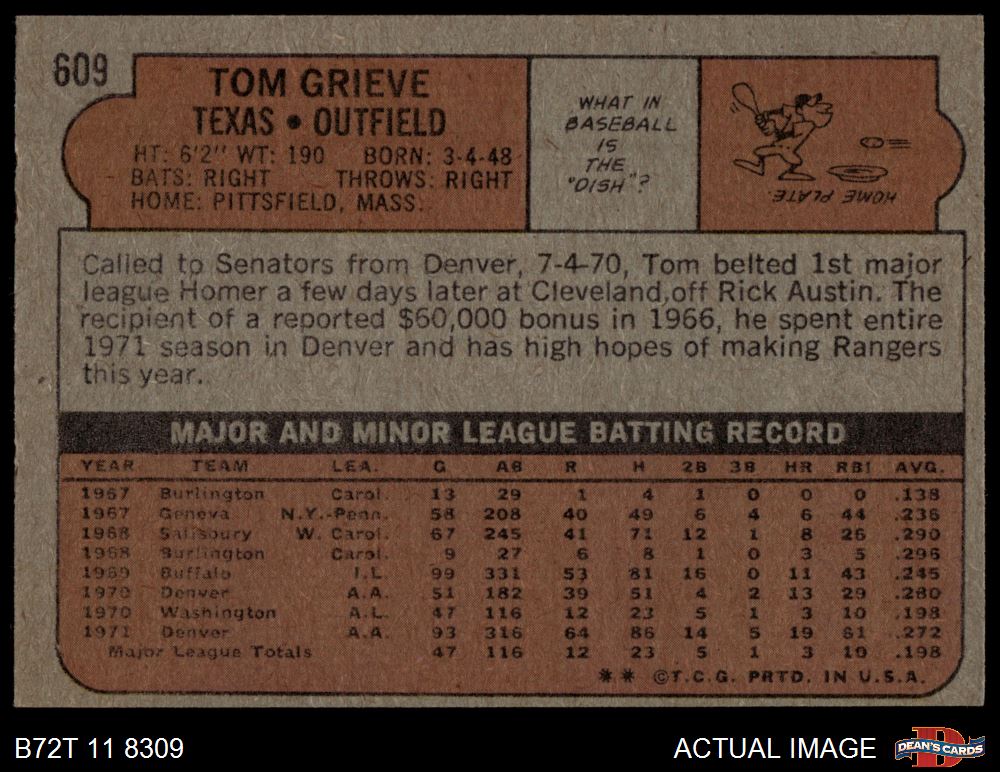 609
TOM GRIEVE
TEXAS • OUTFIELD
HT: 6'2" WT: 190 BORN: 3-4-48
BATS: RIGHT THROWS: RIGHT
HOME: PITTSFIELD, MASS.
WHAT IN
BASEBALL
IS
THE
"DISH"?
HOME PLATE.
Called to Senators from Denver, 7-4-70, Tom belted 1st major
league Homer a few days later at Cleveland,off Rick Austin. The
recipient of a reported $60,000 bonus in 1966, he spent entire
1971 season in Denver and has high hopes of making Rangers
this year.
MAJOR AND MINOR LEAGUE BATTING RECORD
YEAR TEAM LEA. G AB R H 2B 3B HR RBI AVG.
1967 Burlington Carol. 13 29 1 4 1 0 0 0 .138
1967 Geneva N.Y.-Penn. 58 208 40 49 6 4 6 44 .236
1968 Salisbury W. Carol. 67 245 41 71 12 1 8 26 .290
1968 Burlington Carol. 9 27 6 8 1 0 3 5 .296
1969 Buffalo I.L. 99 331 53 81 16 0 11 43 .245
1970 Denver A.A. 51 182 39 51 4 2 13 29 .280
1970 Washington A.L. 47 116 12 23 5 1 3 10 .198
1971 Denver A.A. 93 316 64 86 14 5 19 61 .272
Major League Totals 47 116 12 23 5 1 3 10 .198
** ©T.C.G. PRTD. IN U.S.A.
B72T 11 8309
ACTUAL IMAGE
DEAN'S CARDS